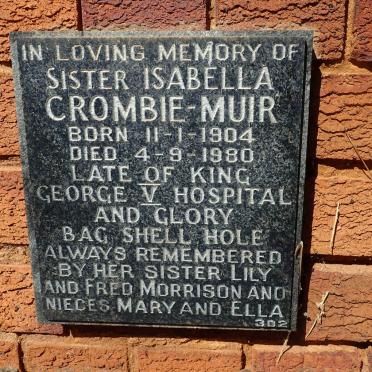 IN LOVING MEMORY OF
SISTER ISABELLA
CROMBIE-MUIR
BORN 11-1-1904
DIED 4-9-1980
LATE OF KING
GEORGE V HOSPITAL
AND GLORY
BAG SHELL HOLE
ALWAYS REMEMBERED
BY HER SISTER LILY
AND FRED MORRISON AND
NIECES MARY AND ELLA
302